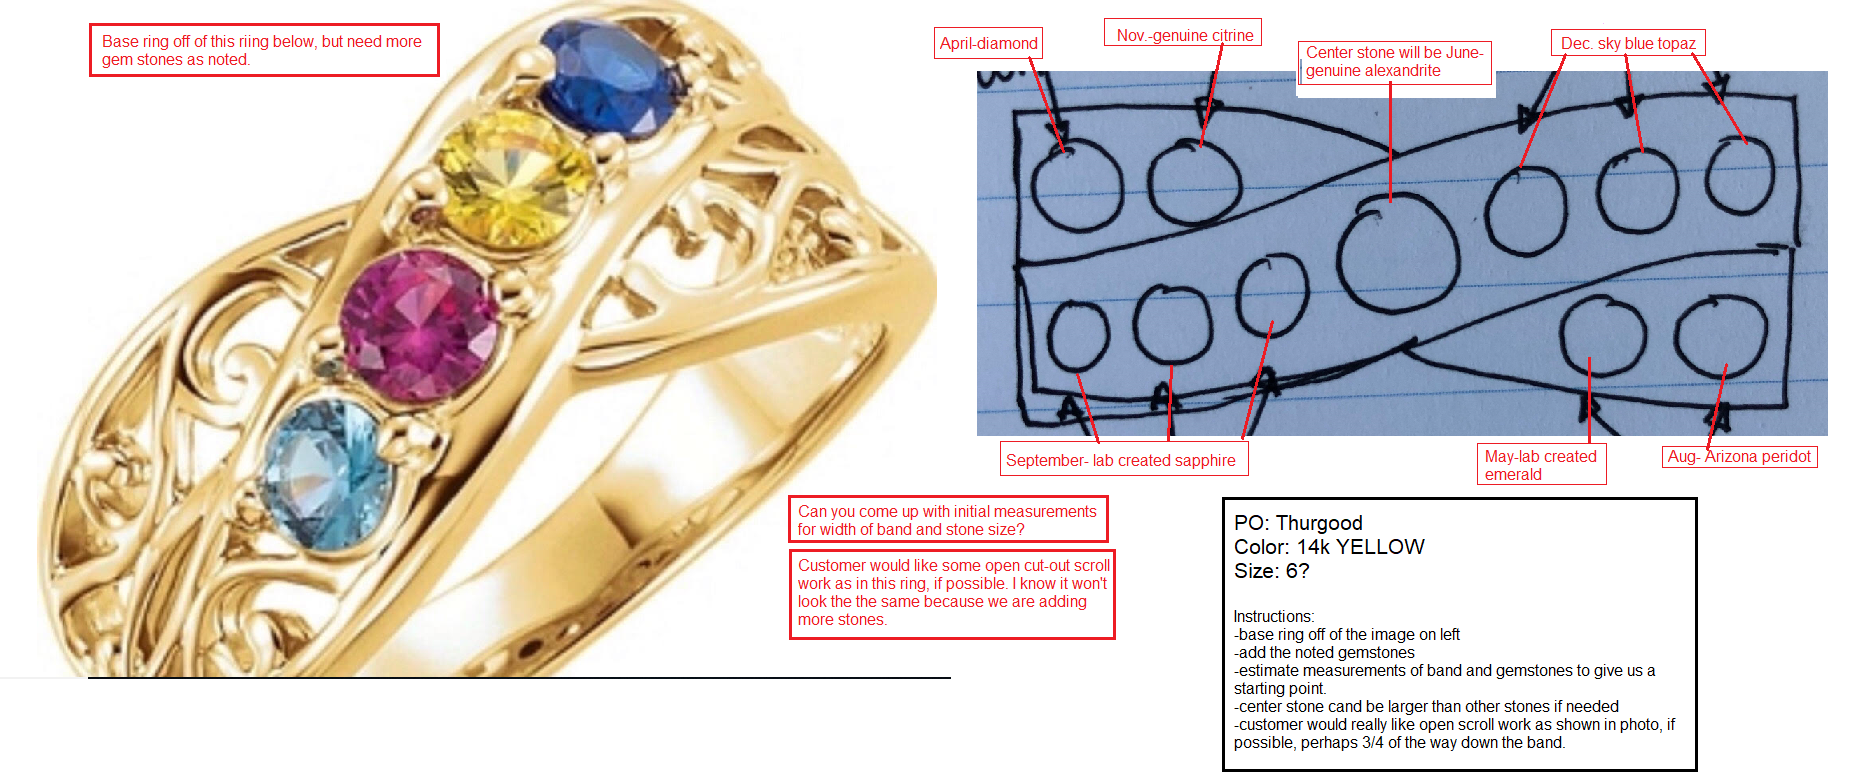 Base ring off of this riing below, but need more
gem stones as noted.
April-diamond
Nov.-genuine citrine
Center stone will be June-
genuine alexandrite
Dec. sky blue topaz
September- lab created sapphire
May-lab created
emerald
Aug- Arizona peridot
Can you come up with initial measurements
for width of band and stone size?
Customer would like some open cut-out scroll
work as in this ring, if possible. I know it won't
look the the same because we are adding
more stones.
PO: Thurgood
Color: 14k YELLOW
Size: 6?
Instructions:
-base ring off of the image on left
-add the noted gemstones
-estimate measurements of band and gemstones to give us a
starting point.
-center stone cand be larger than other stones if needed
-customer would really like open scroll work as shown in photo, if
possible, perhaps 3/4 of the way down the band.